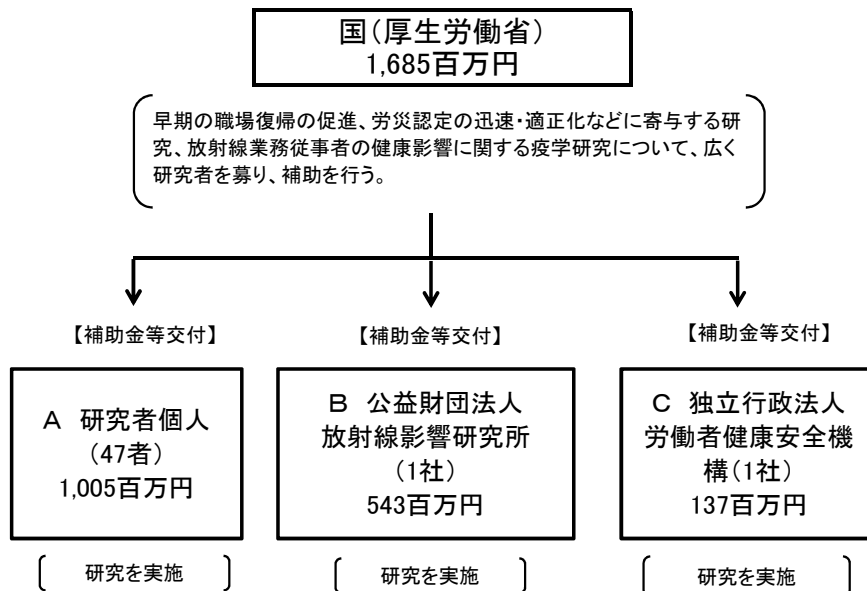 国(厚生労働省)
1,685百万円
早期の職場復帰の促進、労災認定の迅速・適正化などに寄与する研
究、放射線業務従事者の健康影響に関する疫学研究について、広く
研究者を募り、補助を行う。
【補助金等交付】
【補助金等交付】
【補助金等交付】
A 研究者個人
(47者)
1,005百万円
B 公益財団法人
放射線影響研究所
(1社)
543百万円
C 独立行政法人
労働者健康安全機
構(1社)
137百万円
研究を実施
研究を実施
研究を実施